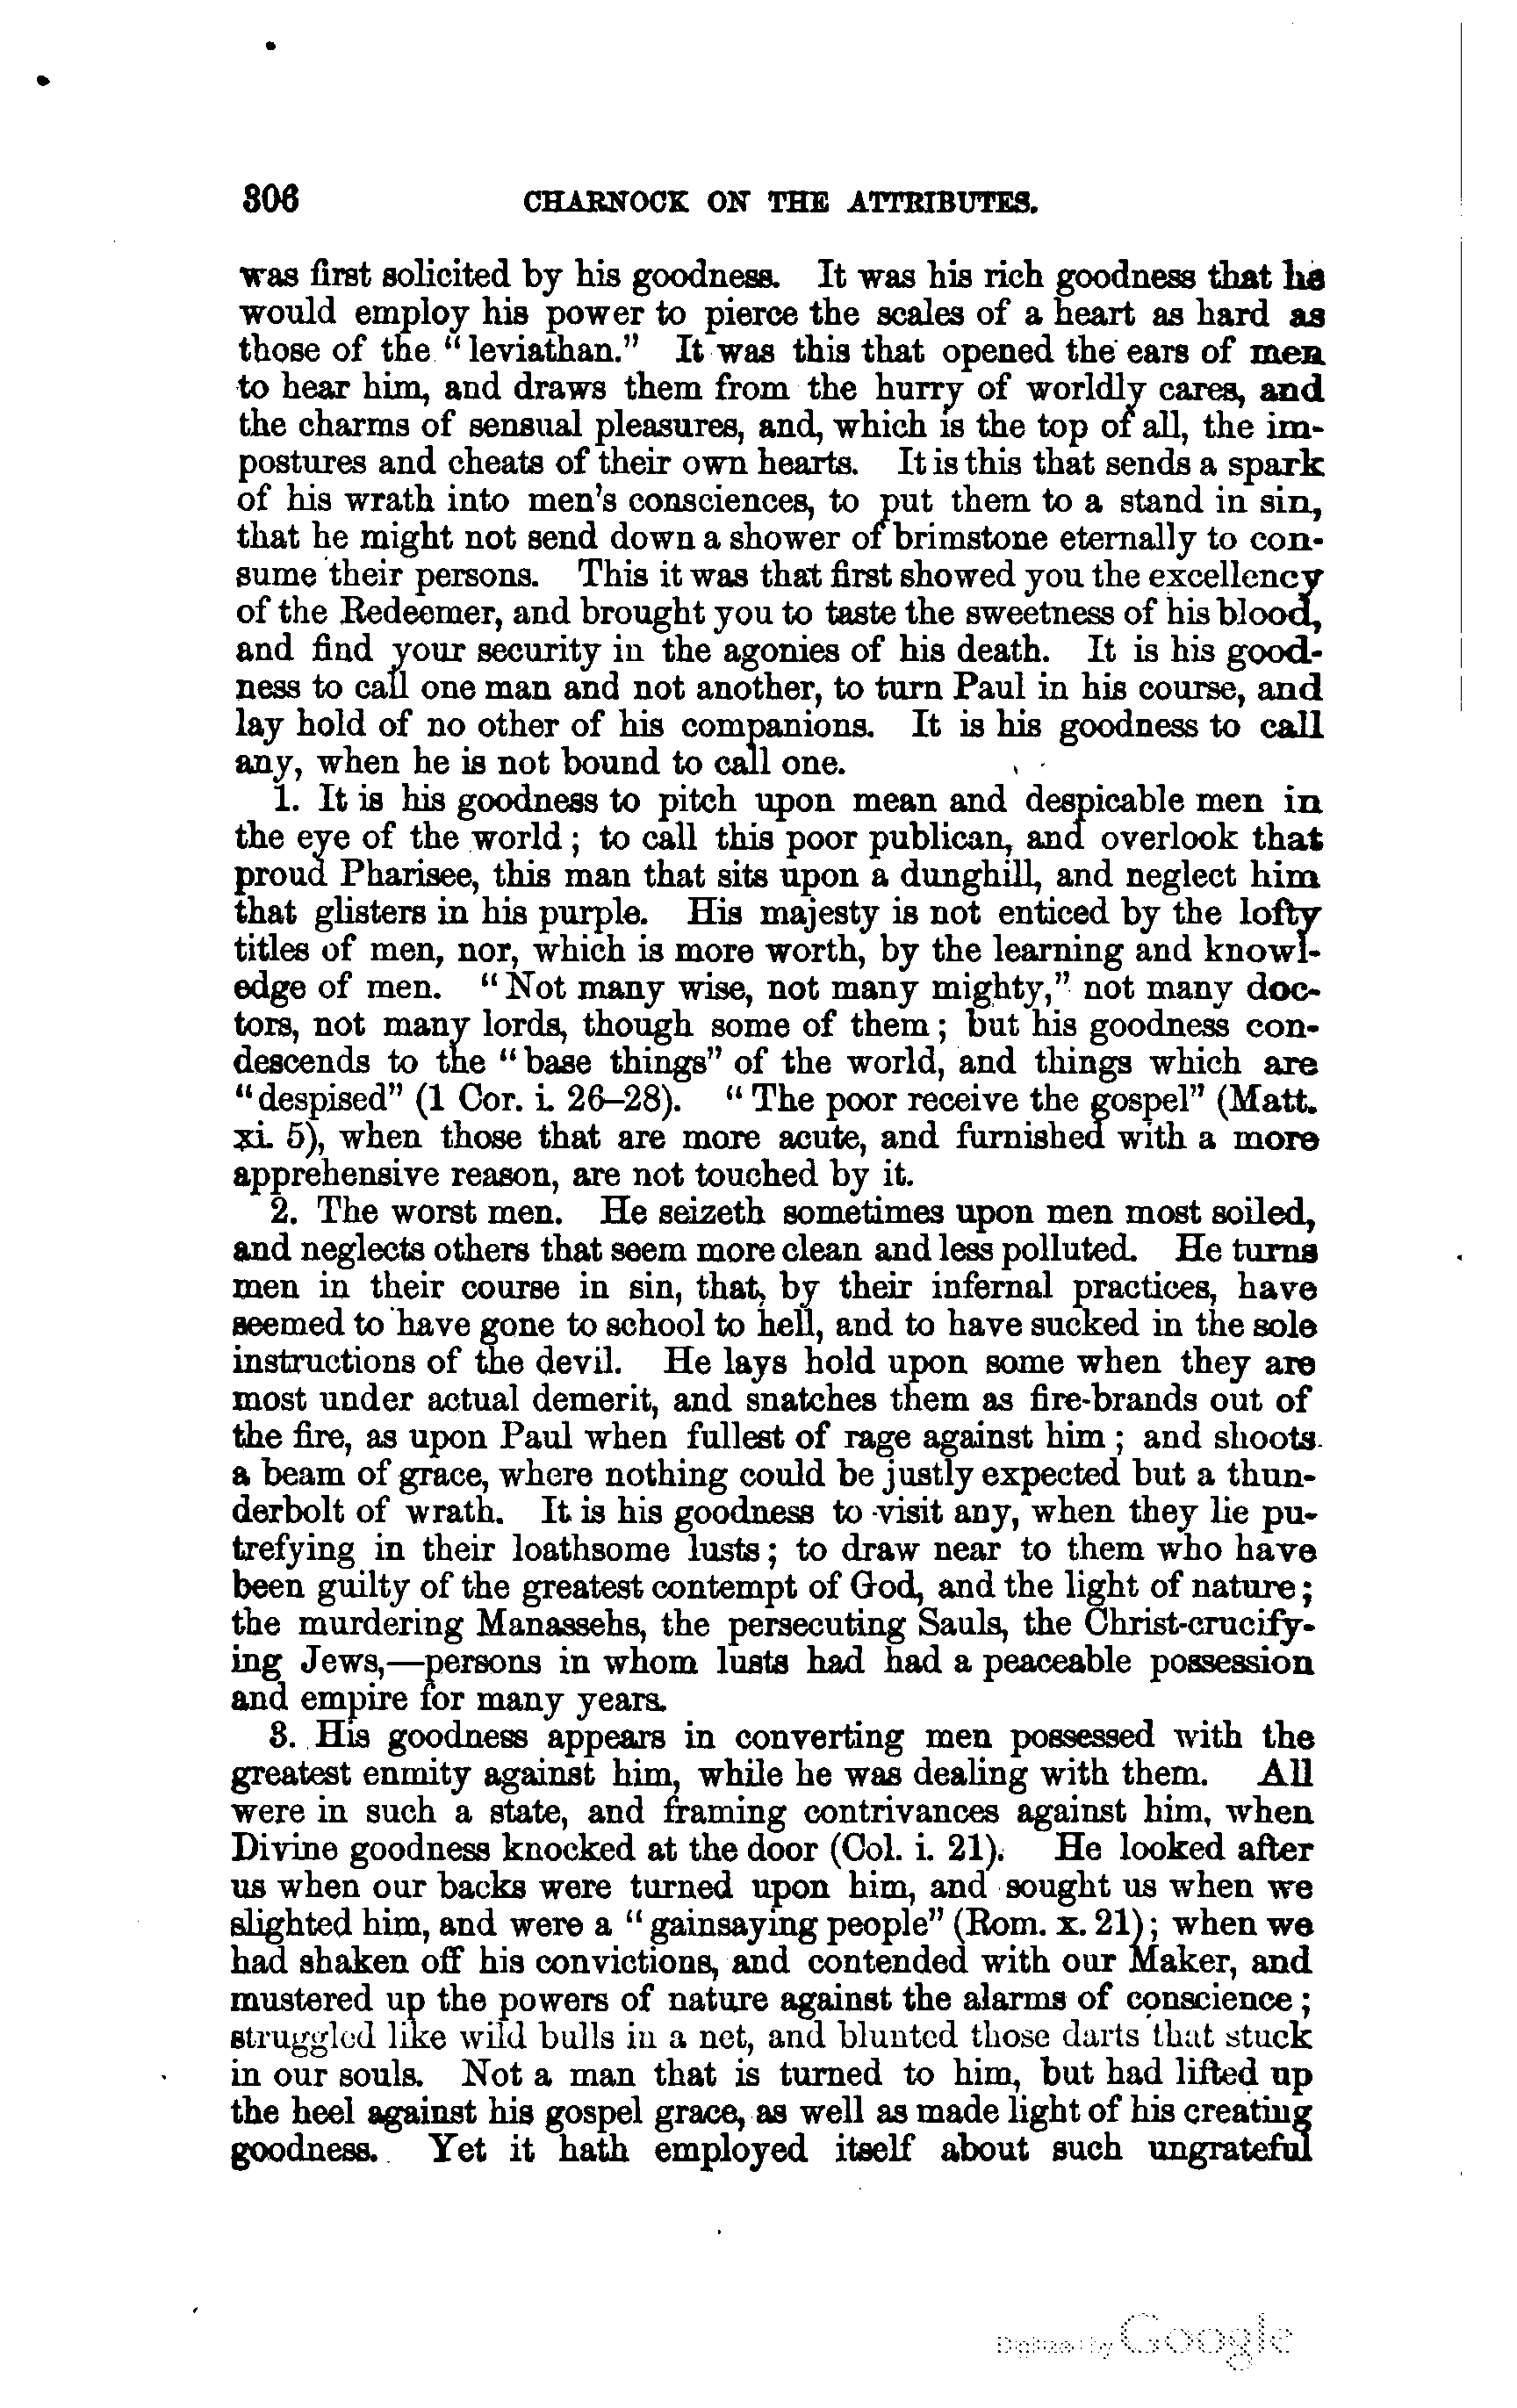 306 CHARNOCK ON THE ATTRIBUTES.
was first solicited by his goodness. It was his rich goodness that he
would employ his power to pierce the scales of a heart as hard as
those of the "leviathan." It was this that opened the ears of men
to hear him, and draws them from the hurry of worldly cares, and
the charms of sensual pleasures, and, which is the top of all, the im-
postures and cheats of their own hearts. It is this that sends a spark
of his wrath into men's consciences, to put them to a stand in sin,
that he might not send down a shower of brimstone eternally to con-
sume their persons. This it was that first showed you the excellency
of the Redeemer, and brought you to taste the sweetness of his blood,
and find your security in the agonies of his death. It is his good-
ness to call one man and not another, to turn Paul in his course, and
lay hold of no other of his companions. It is his goodness to call
any, when he is not bound to call one.
1. It is his goodness to pitch upon mean and despicable men in
the eye of the world; to call this poor publican, and overlook that
proud Pharisee, this man that sits upon a dunghill, and neglect him
that glisters in his purple. His majesty is not enticed by the lofty
titles of men, nor, which is more worth, by the learning and knowl-
edge of men. "Not many wise, not many mighty," not many doc-
tors, not many lords, though some of them; but his goodness con-
descends to the "base things" of the world, and things which are
"despised" (1 Cor. i. 26–28). "The poor receive the gospel" (Matt.
xi. 5), when those that are more acute, and furnished with a more
apprehensive reason, are not touched by it.
2. The worst men. He seizeth sometimes upon men most soiled,
and neglects others that seem more clean and less polluted. He turns
men in their course in sin, that, by their infernal practices, have
seemed to have gone to school to hell, and to have sucked in the sole
instructions of the devil. He lays hold upon some when they are
most under actual demerit, and snatches them as fire-brands out of
the fire, as upon Paul when fullest of rage against him; and shoots
a beam of grace, where nothing could be justly expected but a thun-
derbolt of wrath. It is his goodness to visit any, when they lie pu-
trefying in their loathsome lusts; to draw near to them who have
been guilty of the greatest contempt of God, and the light of nature;
the murdering Manassehs, the persecuting Sauls, the Christ-crucify-
ing Jews,—persons in whom lusts had had a peaceable possession
and empire for many years.
3. His goodness appears in converting men possessed with the
greatest enmity against him, while he was dealing with them. All
were in such a state, and framing contrivances against him, when
Divine goodness knocked at the door (Col. i. 21). He looked after
us when our backs were turned upon him, and sought us when we
slighted him, and were a "gainsaying people" (Rom. x. 21); when we
had shaken off his convictions, and contended with our Maker, and
mustered up the powers of nature against the alarms of conscience;
struggled like wild bulls in a net, and blunted those darts that stuck
in our souls. Not a man that is turned to him, but had lifted up
the heel against his gospel grace, as well as made light of his creating
goodness. Yet it hath employed itself about such ungrateful
Digitized by Google